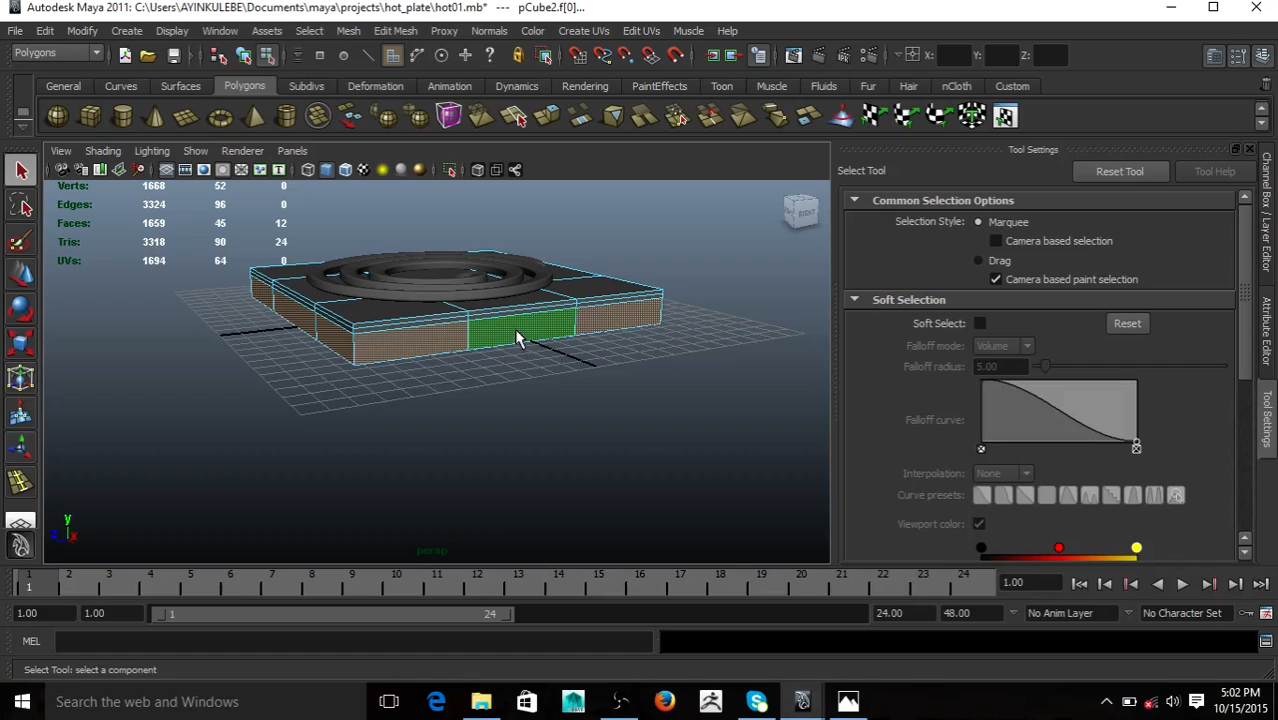 Autodesk Maya 2011: C:\Users\AYINKULEBE\Documents\maya\projects\hot_plate\hot01.mb* --- pCube2.f[0]...
File Edit Modify Create Display Window Assets Select Mesh Edit Mesh Proxy Normals Color Create UVs Edit UVs Muscle Help
Polygons X: Y: Z:
General Curves Surfaces Polygons Subdivs Deformation Animation Dynamics Rendering PaintEffects Toon Muscle Fluids Fur Hair nCloth Custom
View Shading Lighting Show Renderer Panels
Tool Settings
Select Tool Reset Tool Tool Help
Verts: 1668 52 0
Edges: 3324 96 0
Faces: 1659 45 12
Tris: 3318 90 24
UVs: 1694 64 0
RIGHT
Common Selection Options
Selection Style: Marquee
Camera based selection
Drag
Camera based paint selection
Soft Selection
Soft Select: Reset
Falloff mode: Volume
Falloff radius: 5.00
Falloff curve:
Interpolation: None
Curve presets:
Viewport color:
Channel Box / Layer Editor
Attribute Editor
Tool Settings
y
z x
persp
1 2 3 4 5 6 7 8 9 10 11 12 13 14 15 16 17 18 19 20 21 22 23 24
1
1.00
1.00 1.00 1 24 24.00 48.00 No Anim Layer No Character Set
MEL
Select Tool: select a component
Search the web and Windows
5:02 PM
10/15/2015